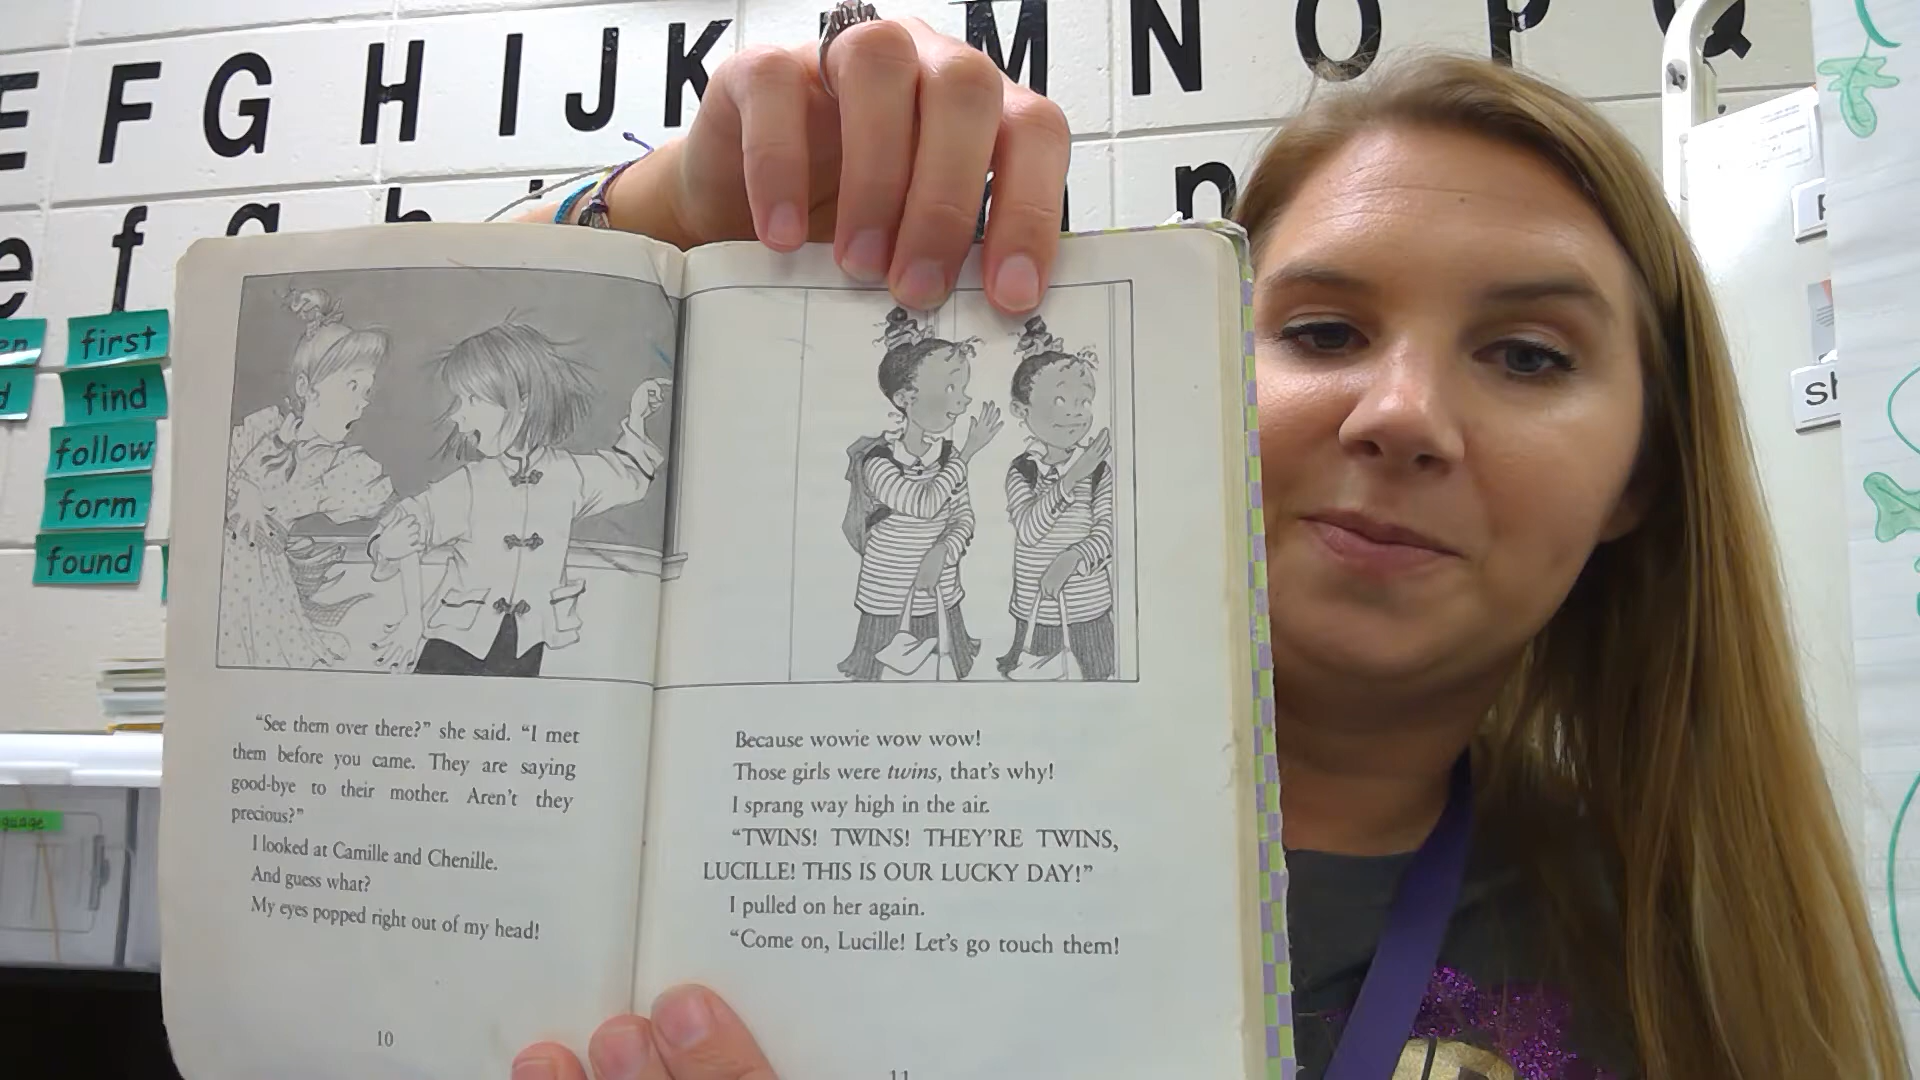 E F G H I J K L M N O P Q
e f g h i n
first
find
follow
form
found
"See them over there?" she said. "I met
them before you came. They are saying
good-bye to their mother. Aren't they
precious?"
I looked at Camille and Chenille.
And guess what?
My eyes popped right out of my head!
10
Because wowie wow wow!
Those girls were twins, that's why!
I sprang way high in the air.
"TWINS! TWINS! THEY'RE TWINS,
LUCILLE! THIS IS OUR LUCKY DAY!"
I pulled on her again.
"Come on, Lucille! Let's go touch them!
11